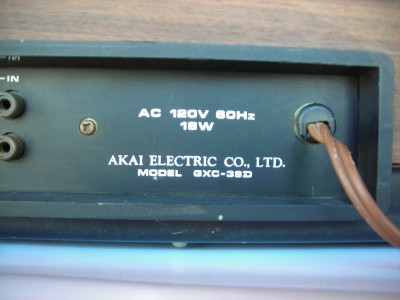 -IN
AC 120V 60Hz
18W
AKAI ELECTRIC CO., LTD.
MODEL GXC-39D